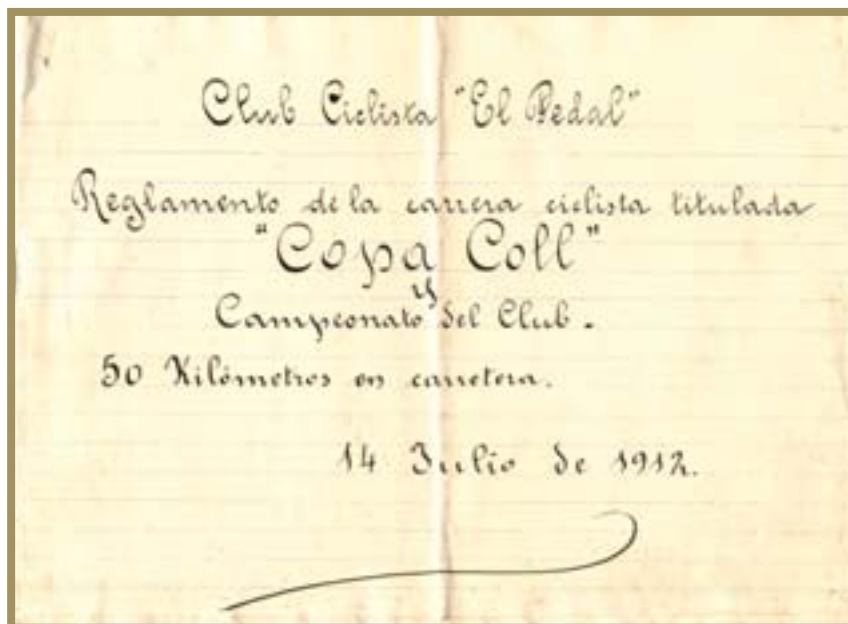 Club Ciclista "El Pedal"
Reglamento de la carrera ciclista titulada
"Copa Coll"
y
Campeonato del Club.
50 Kilómetros en carretera.
14 Julio de 1912.